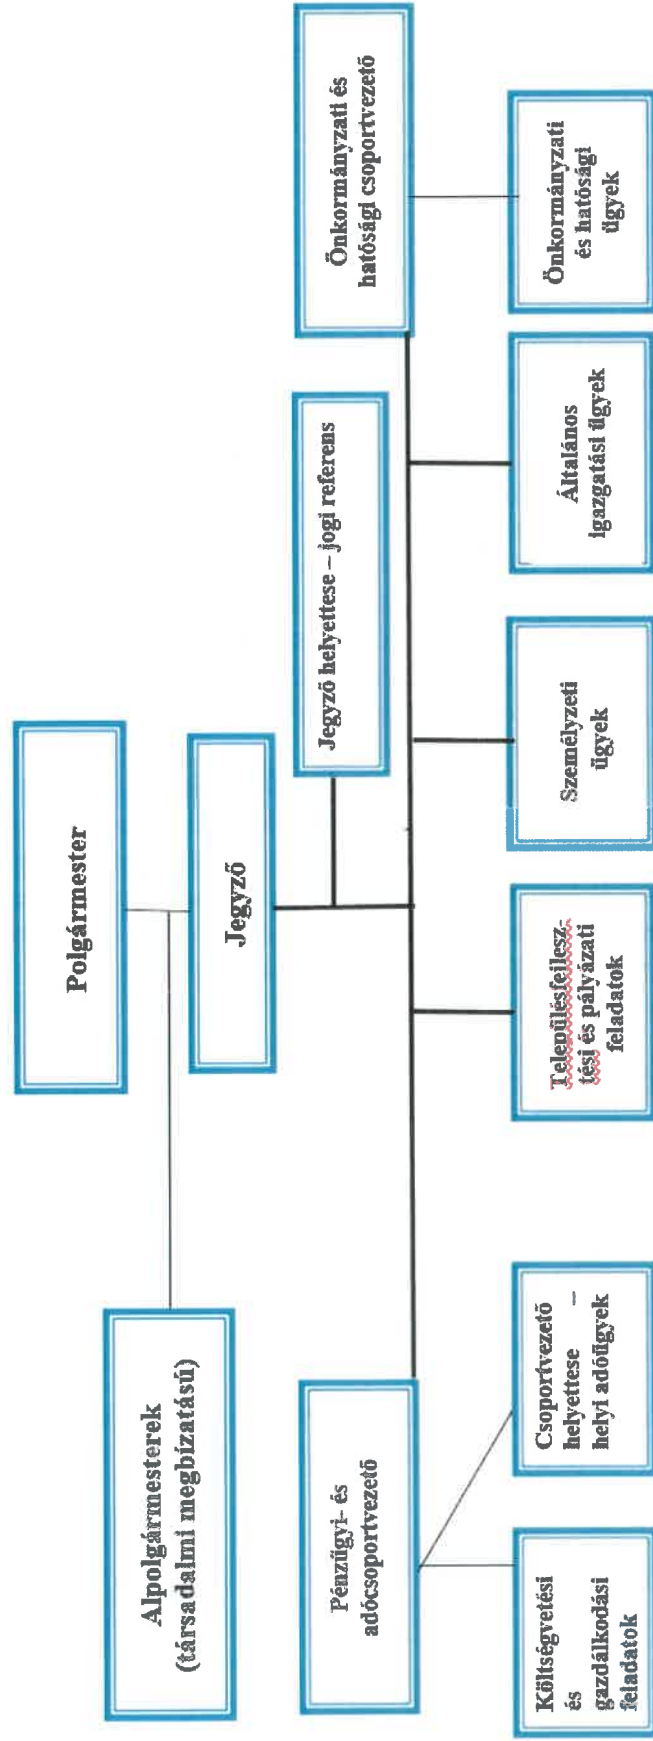 Polgármester
Alpolgármesterek
(társadalmi megbízatású)
Jegyző
Jegyző helyettese – jogi referens
Pénzügyi- és
adócsoportvezető
Önkormányzati és
hatósági csoportvezető
Költségvetési
és
gazdálkodási
feladatok
Csoportvezető
helyettese –
helyi adóügyek
Településfejlesz-
tési és pályázati
feladatok
Személyzeti
ügyek
Általános
igazgatási ügyek
Önkormányzati
és hatósági
ügyek